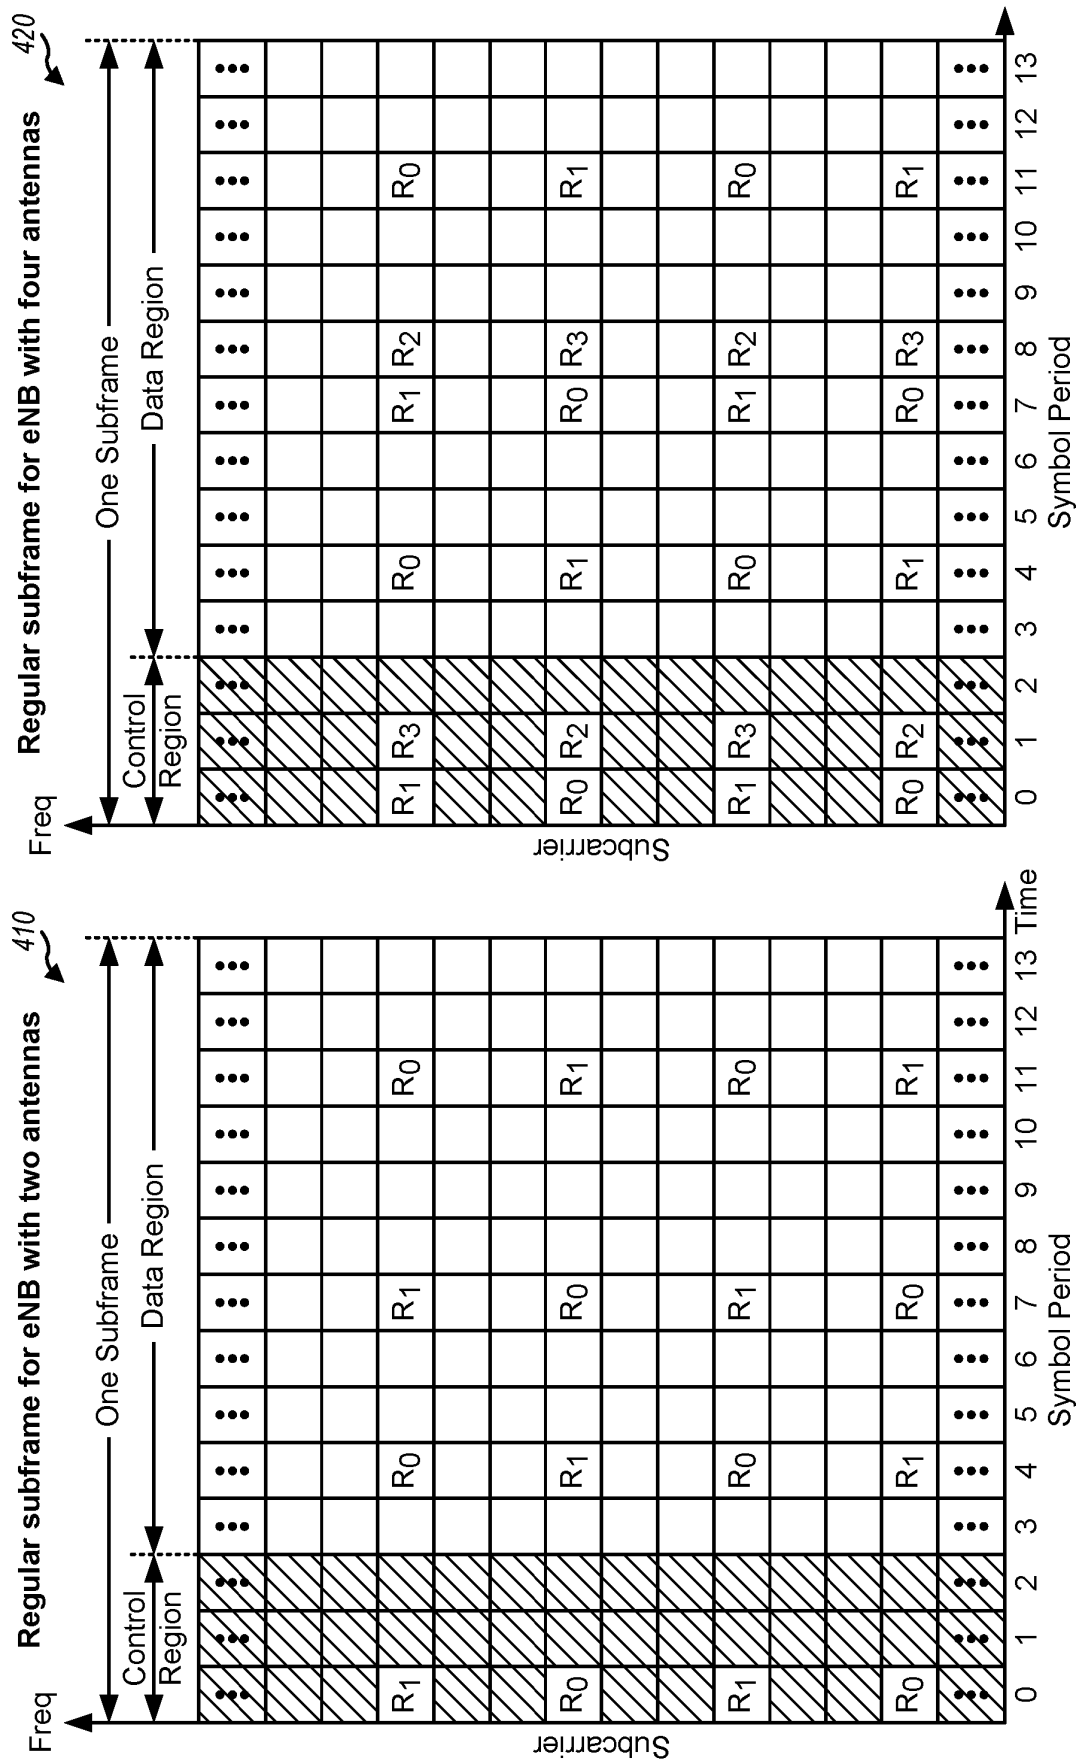 Regular subframe for eNB with two antennas
410
Freq
One Subframe
Control
Region
Data Region
Subcarrier
••• ••• ••• ••• ••• ••• ••• ••• ••• ••• ••• ••• ••• •••
R1 R0 R1 R0
R0 R1 R0 R1
R1 R0 R1 R0
R0 R1 R0 R1
••• ••• ••• ••• ••• ••• ••• ••• ••• ••• ••• ••• ••• •••
0 1 2 3 4 5 6 7 8 9 10 11 12 13
Time
Symbol Period
Regular subframe for eNB with four antennas
420
Freq
One Subframe
Control
Region
Data Region
Subcarrier
••• ••• ••• ••• ••• ••• ••• ••• ••• ••• ••• ••• ••• •••
R1 R3 R0 R1 R2 R0
R0 R2 R1 R0 R3 R1
R1 R3 R0 R1 R2 R0
R0 R2 R1 R0 R3 R1
••• ••• ••• ••• ••• ••• ••• ••• ••• ••• ••• ••• ••• •••
0 1 2 3 4 5 6 7 8 9 10 11 12 13
Symbol Period